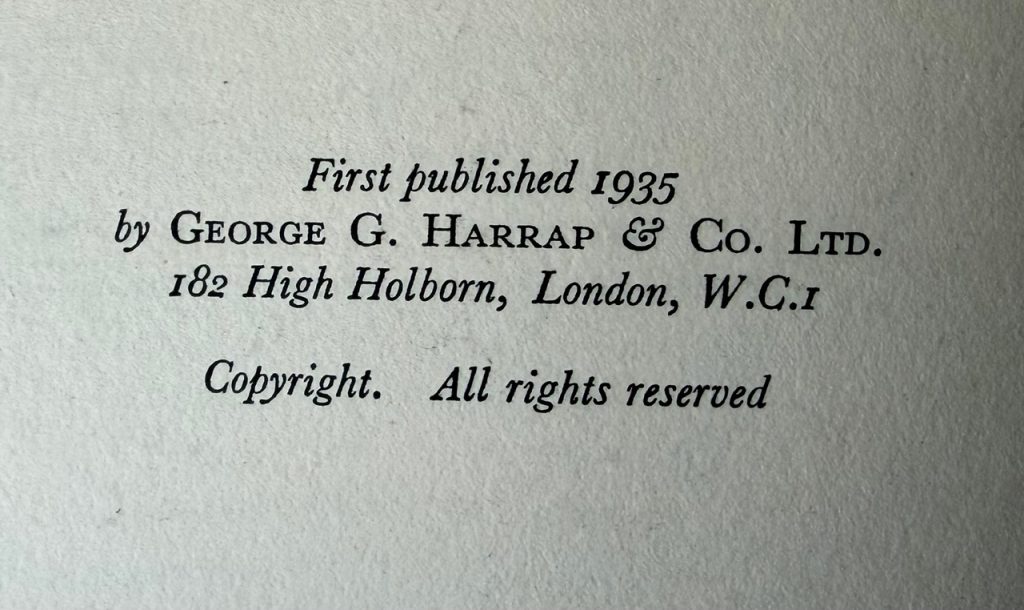 First published 1935
by GEORGE G. HARRAP & CO. LTD.
182 High Holborn, London, W.C.1
Copyright. All rights reserved